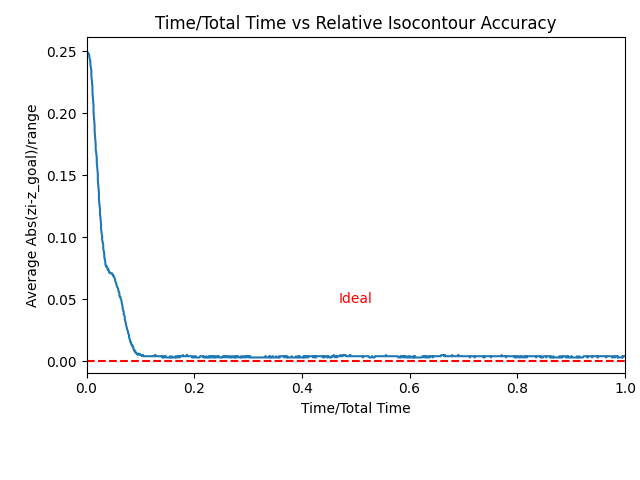 Time/Total Time vs Relative Isocontour Accuracy
Average Abs(zi-z_goal)/range
0.25
0.20
0.15
0.10
0.05
0.00
Ideal
0.0 0.2 0.4 0.6 0.8 1.0
Time/Total Time